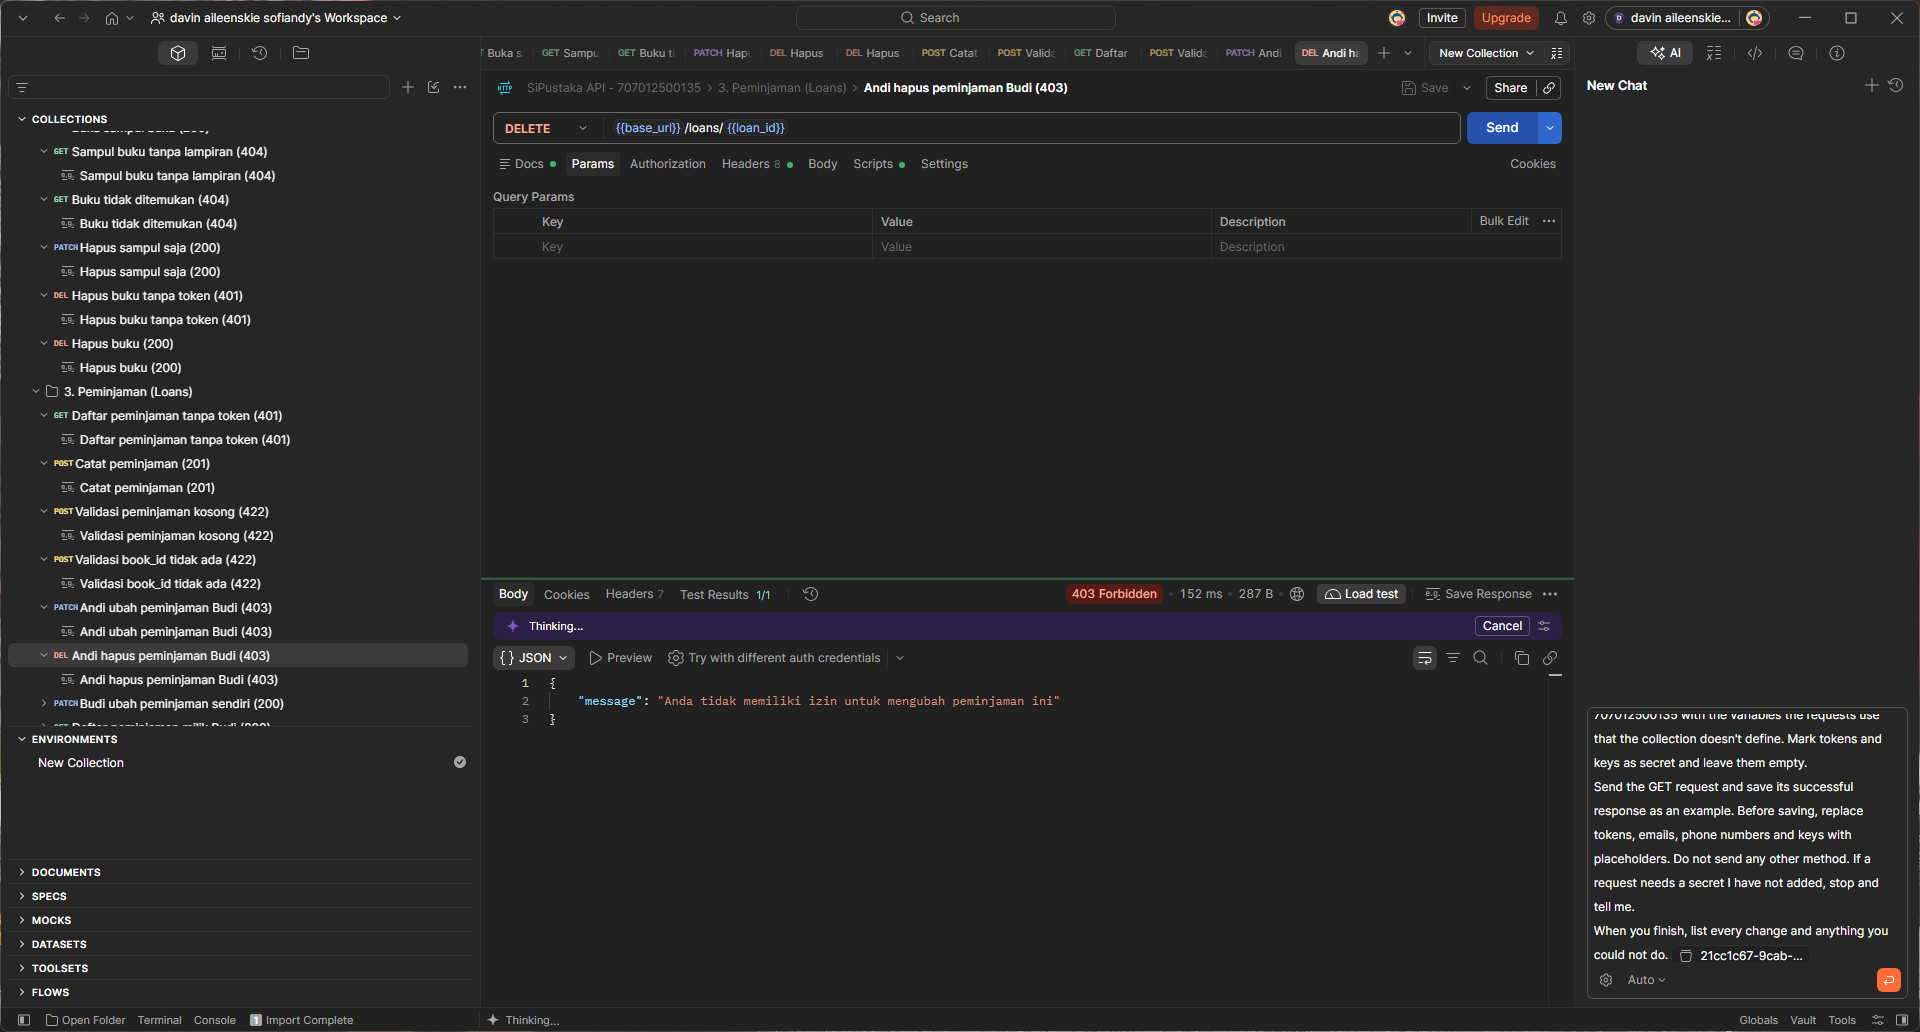 davin aileenskie sofiandy's Workspace
Search
Invite
Upgrade
D davin aileenskie...
Buka s
GET Sampu
GET Buku ti
PATCH Hapu
DEL Hapus
DEL Hapus
POST Catat
POST Valida
GET Daftar
POST Valida
PATCH Andi
DEL Andi ha
New Collection
AI
HTTP SiPustaka API - 707012500135 > 3. Peminjaman (Loans) > Andi hapus peminjaman Budi (403)
Save
Share
New Chat
COLLECTIONS
GET Sampul buku tanpa lampiran (404)
e.g. Sampul buku tanpa lampiran (404)
GET Buku tidak ditemukan (404)
e.g. Buku tidak ditemukan (404)
PATCH Hapus sampul saja (200)
e.g. Hapus sampul saja (200)
DEL Hapus buku tanpa token (401)
e.g. Hapus buku tanpa token (401)
DEL Hapus buku (200)
e.g. Hapus buku (200)
3. Peminjaman (Loans)
GET Daftar peminjaman tanpa token (401)
e.g. Daftar peminjaman tanpa token (401)
POST Catat peminjaman (201)
e.g. Catat peminjaman (201)
POST Validasi peminjaman kosong (422)
e.g. Validasi peminjaman kosong (422)
POST Validasi book_id tidak ada (422)
e.g. Validasi book_id tidak ada (422)
PATCH Andi ubah peminjaman Budi (403)
e.g. Andi ubah peminjaman Budi (403)
DEL Andi hapus peminjaman Budi (403)
e.g. Andi hapus peminjaman Budi (403)
PATCH Budi ubah peminjaman sendiri (200)
ENVIRONMENTS
New Collection
DOCUMENTS
SPECS
MOCKS
DATASETS
TOOLSETS
FLOWS
DELETE
{{base_url}} /loans/ {{loan_id}}
Send
Docs
Params
Authorization
Headers 8
Body
Scripts
Settings
Cookies
Query Params
Key Value Description Bulk Edit
Key Value Description
Body
Cookies
Headers 7
Test Results 1/1
403 Forbidden
152 ms
287 B
Load test
e.g. Save Response
Thinking...
Cancel
{} JSON
Preview
Try with different auth credentials
1 {
2 "message": "Anda tidak memiliki izin untuk mengubah peminjaman ini"
3 }
707012500135 with the variables the requests use
that the collection doesn't define. Mark tokens and
keys as secret and leave them empty.
Send the GET request and save its successful
response as an example. Before saving, replace
tokens, emails, phone numbers and keys with
placeholders. Do not send any other method. If a
request needs a secret I have not added, stop and
tell me.
When you finish, list every change and anything you
could not do. 21cc1c67-9cab-...
Auto
Open Folder
Terminal
Console
1 Import Complete
Thinking...
Globals
Vault
Tools